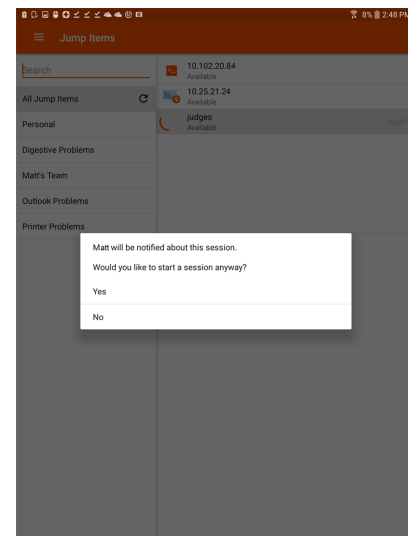 8% 2:48 PM
Jump Items
Search
All Jump Items
Personal
Digestive Problems
Matt's Team
Outlook Problems
Printer Problems
10.102.20.84
Available
10.25.21.24
Available
judges
Available
JUMP
Matt will be notified about this session.
Would you like to start a session anyway?
Yes
No